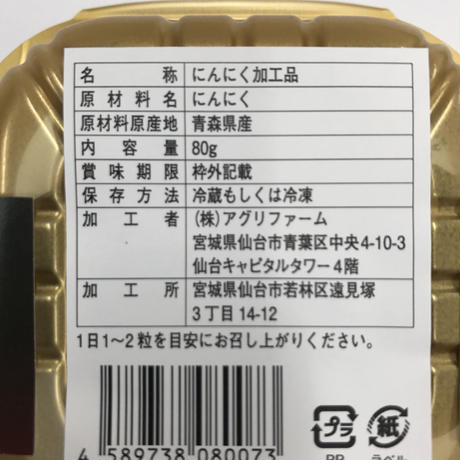 名称 にんにく加工品
原材料名 にんにく
原材料原産地 青森県産
内容量 80g
賞味期限 枠外記載
保存方法 冷蔵もしくは冷凍
加工者 (株)アグリファーム
宮城県仙台市青葉区中央4-10-3
仙台キャピタルタワー4階
加工所 宮城県仙台市若林区遠見塚
3丁目14-12
1日1〜2粒を目安にお召し上がりください。
プラ 紙
4 589738 080073
PP ラベル